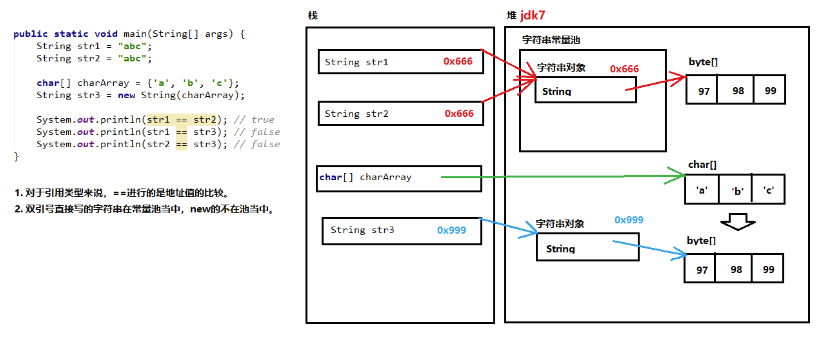 public static void main(String[] args) {
String str1 = "abc";
String str2 = "abc";
char[] charArray = {'a', 'b', 'c'};
String str3 = new String(charArray);
System.out.println(str1 == str2); // true
System.out.println(str1 == str3); // false
System.out.println(str2 == str3); // false
}
1. 对于引用类型来说，==进行的是地址值的比较。
2. 双引号直接写的字符串在常量池当中，new的不在池当中。
栈
String str1 0x666
String str2 0x666
char[] charArray
String str3 0x999
堆 jdk7
字符串常量池
字符串对象 0x666
String
byte[]
97 98 99
char[]
'a' 'b' 'c'
字符串对象 0x999
String
byte[]
97 98 99